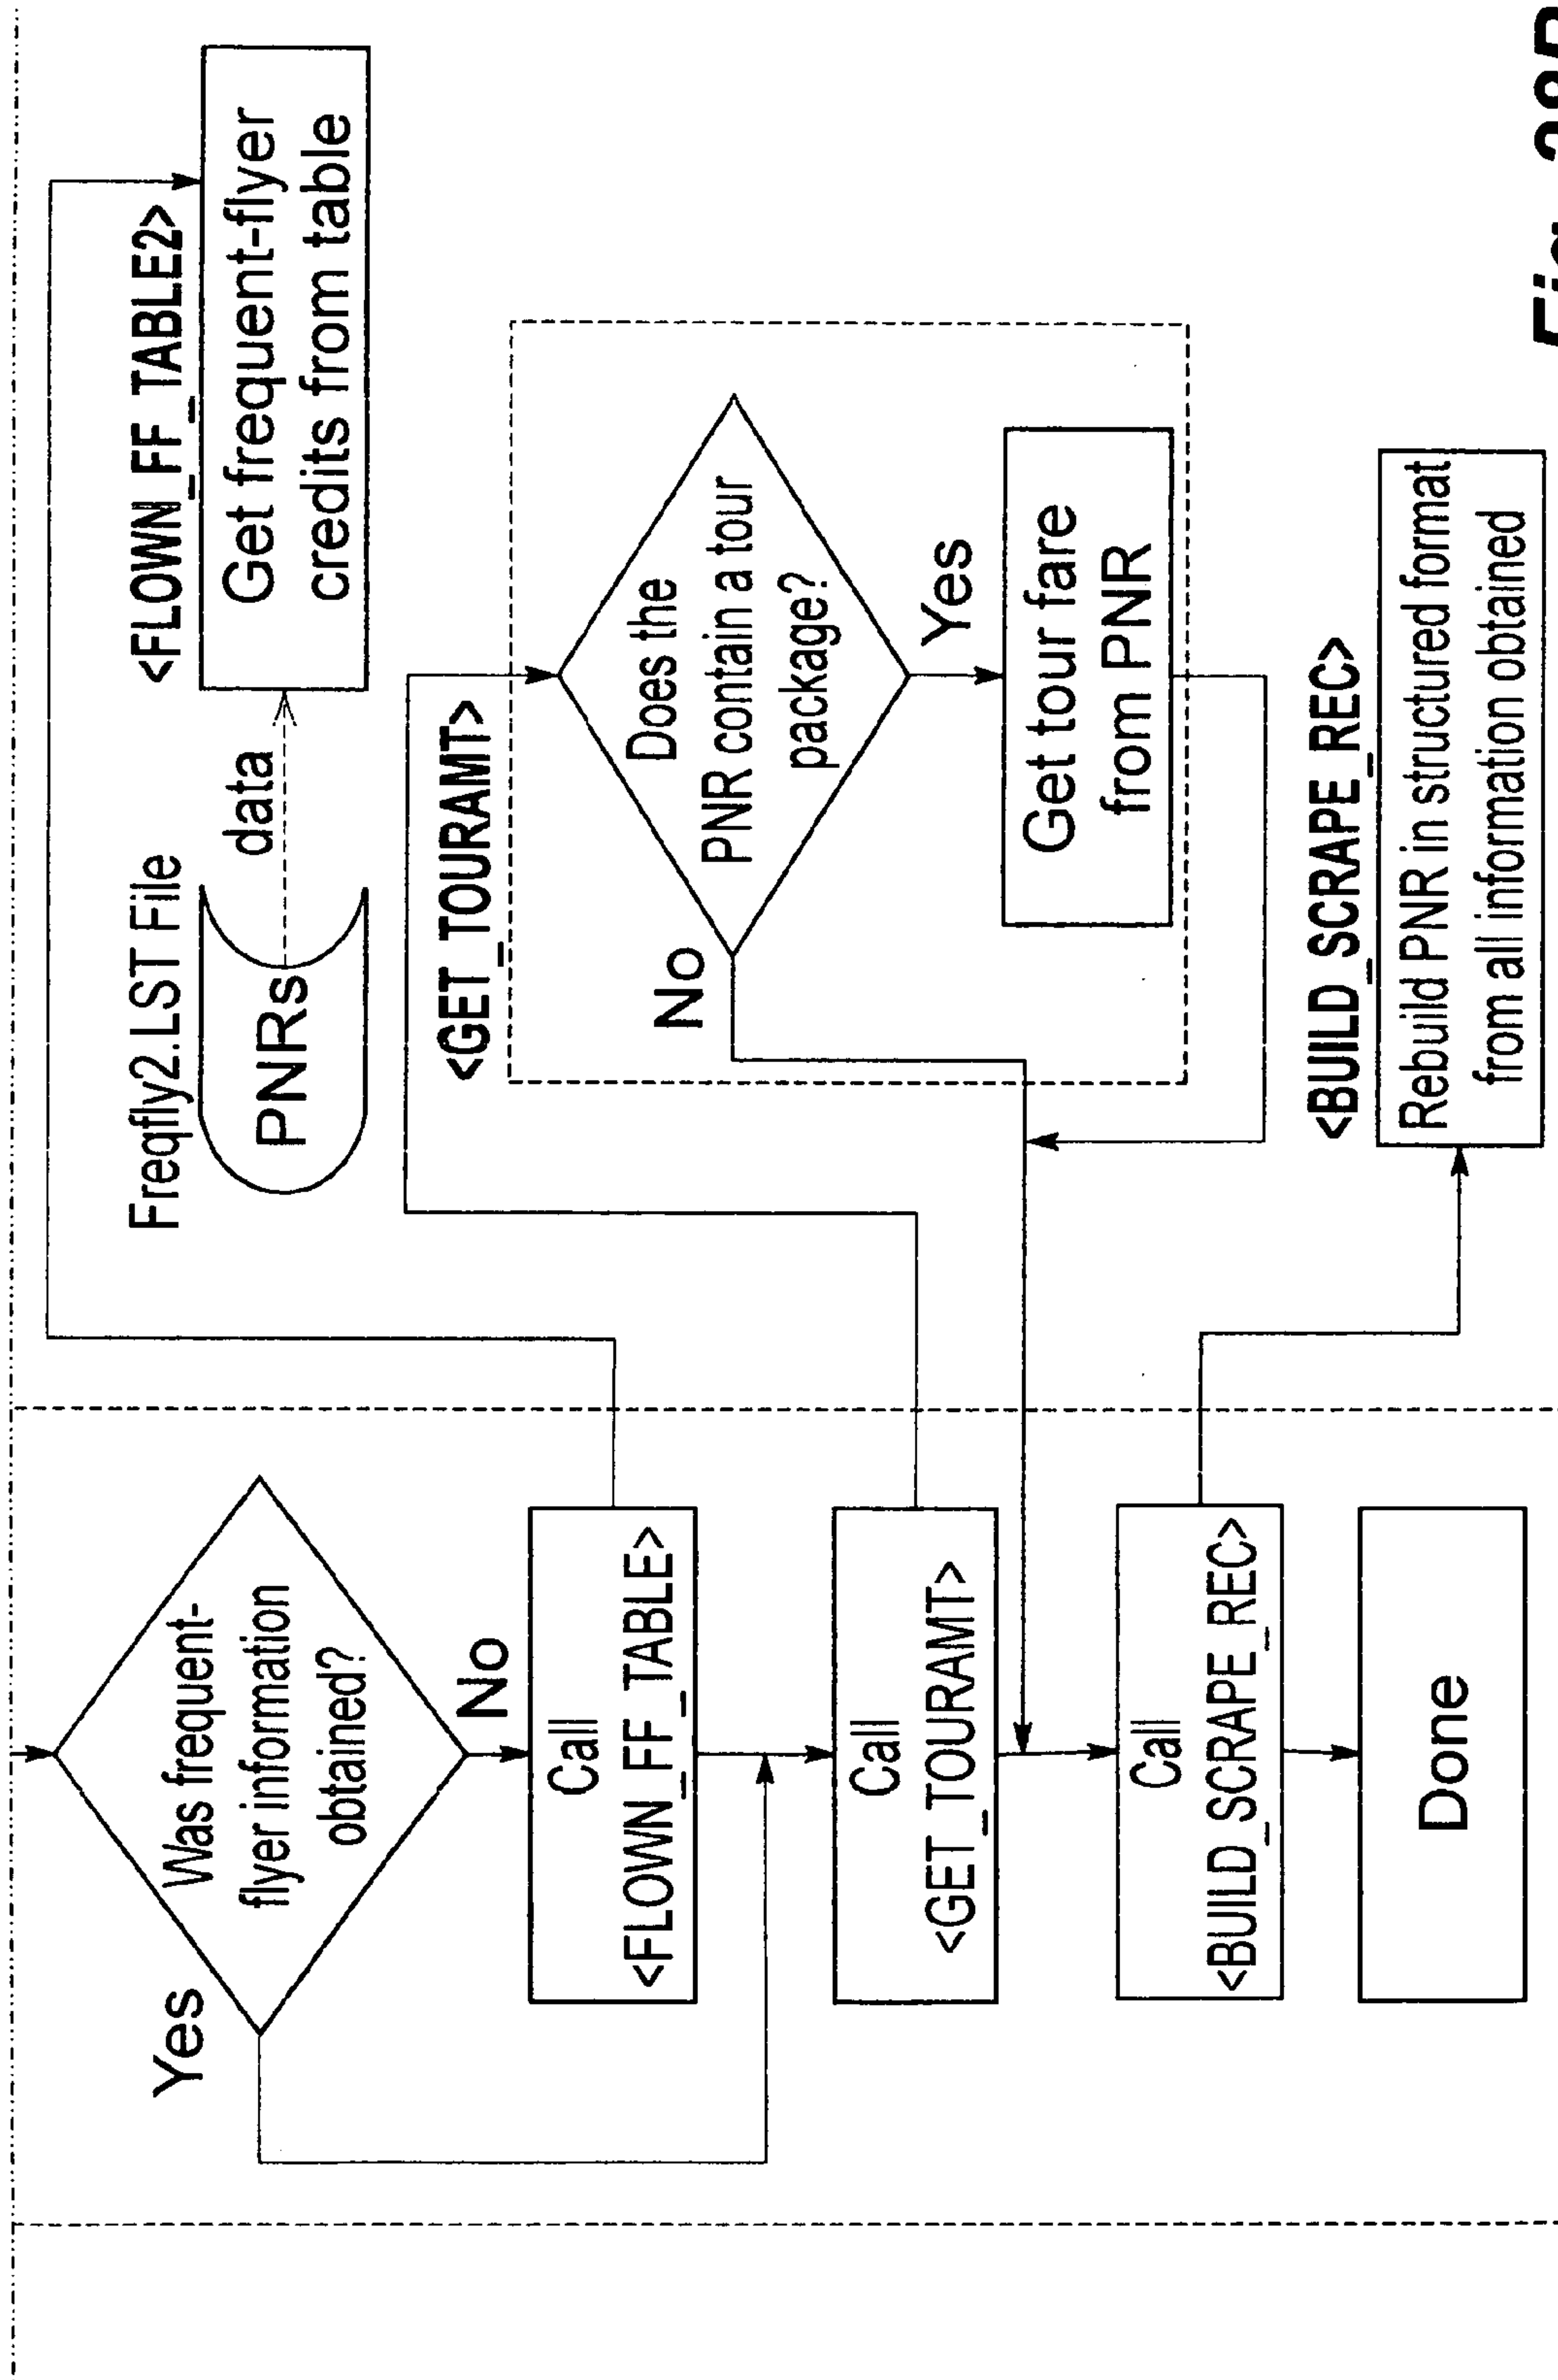 Was frequent-
flyer information
obtained?
Yes
No
Call
<FLOWN_FF_TABLE>
Call
<GET_TOURAMT>
Call
<BUILD_SCRAPE_REC>
Done
Freqfly2.LST File
PNRs
data
<FLOWN_FF_TABLE2>
Get frequent-flyer
credits from table
<GET_TOURAMT>
Does the
PNR contain a tour
package?
No
Yes
Get tour fare
from PNR
<BUILD_SCRAPE_REC>
Rebuild PNR in structured format
from all information obtained